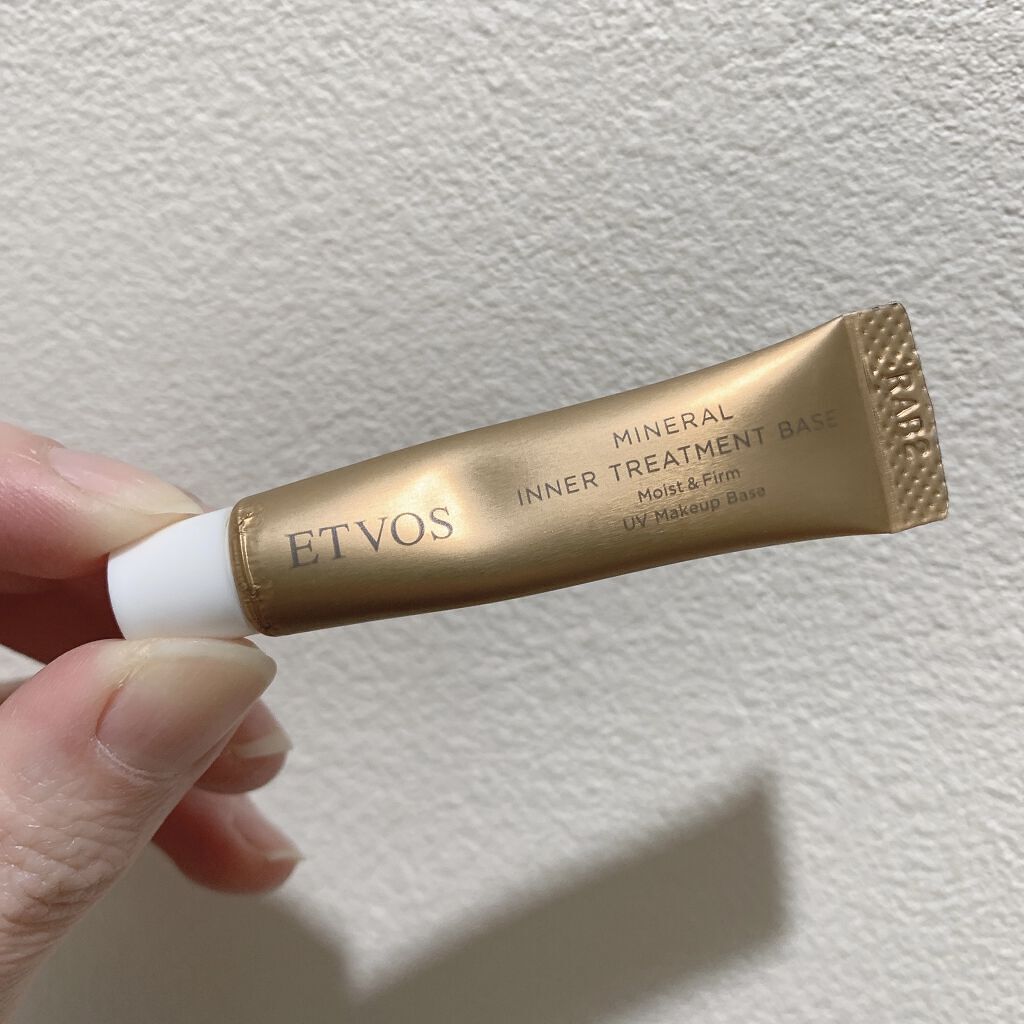 ETVOS
MINERAL
INNER TREATMENT BASE
Moist & Firm
UV Makeup Base